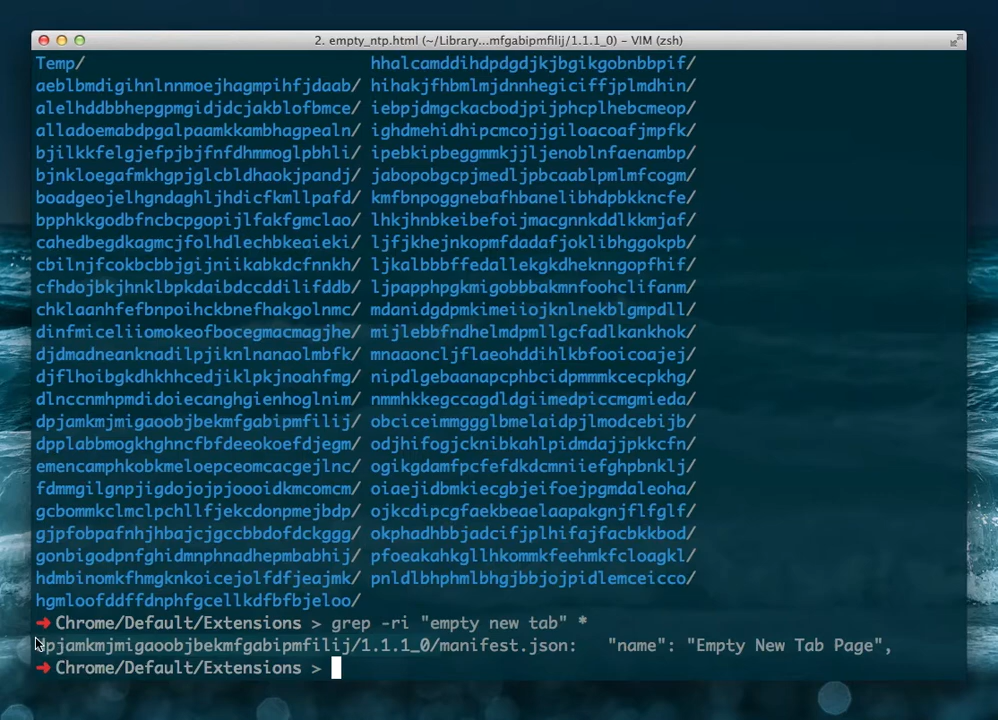 2. empty_ntp.html (~/Library...mfgabipmfilij/1.1.1_0) – VIM (zsh)
Temp/ hhalcamddihdpdgdjkjbgikgobnbbpif/
aeblbmdigihnlnnmoejhagmpihfjdaab/ hihakjfhbmlmjdnnhegiciffjplmdhin/
alelhddbbhepgpmgidjdcjakblofbmce/ iebpjdmgckacbodjpijphcplhebcmeop/
alladoemabdpgalpaamkkambhagpealn/ ighdmehidhipcmcojjgiloacoafjmpfk/
bjilkkfelgjefpjbjfnfdhmmoglpbhli/ ipebkipbeggmmkjjljenoblnfaenambp/
bjnkloegafmkhgpjglcbldhaokjpandj/ jabopobgcpjmedljpbcaablpmlmfcogm/
boadgeojelhgndaghljhdicfkmllpafd/ kmfbnpoggnebafhbanelibhdpbkkncfe/
bpphkkgodbfncbcpgopijlfakfgmclao/ lhkjhnbkeibefoijmacgnnkddlkkmjaf/
cahedbegdkagmcjfolhdlechbkeaieki/ ljfjkhejnkopmfdadafjoklibhggokpb/
cbilnjfcokbcbbjgijniikabkdcfnnkh/ ljkalbbbffedallekgkdheknngopfhif/
cfhdojbkjhnklbpkdaibdccddilifddb/ ljpapphpgkmigobbbakmnfoohclifanm/
chklaanhfefbnpoihckbnefhakgolnmc/ mdanidgdpmkimeiiojknlnekblgmpdll/
dinfmiceliiomokeofbocegmacmagjhe/ mijlebbfndhelmdpmllgcfadlkankhok/
djdmadneanknadilpjiknlnanaolmbfk/ mnaaoncljflaeohddihlkbfooicoajej/
djflhoibgkdhkhhcedjiklpkjnoahfmg/ nipdlgebaanapcphbcidpmmmkcecpkhg/
dlnccnmhpmdidoiecanghgienhoglnim/ nmmhkkegccagdldgiimedpiccmgmieda/
dpjamkmjmigaoobjbekmfgabipmfilij/ obciceimmggglbmelaidpjlmodcebijb/
dpplabbmogkhghncfbfdeeokoefdjegm/ odjhifogjcknibkahlpidmdajjpkkcfn/
emencamphkobkmeloepceomcacgejlnc/ ogikgdamfpcfefdkdcmniiefghpbnklj/
fdmmgilgnpjigdojojpjoooidkmcomcm/ oiaejidbmkiecgbjeifoejpgmdaleoha/
gcbommkclmclpchllfjekcdonpmejbdp/ ojkcdipcgfaekbeaelaapakgnjflfglf/
gjpfobpafnhjhbajcjgccbbdofdckggg/ okphadhbbjadcifjplhifajfacbkkbod/
gonbigodpnfghidmnphnadhepmbabhij/ pfoeakahkgllhkommkfeehmkfcloagkl/
hdmbinomkfhmgknkoicejolfdfjeajmk/ pnldlbhphmlbhgjbbjojpidlemceicco/
hgmloofddffdnphfgcellkdfbfbjeloo/
➜ Chrome/Default/Extensions > grep -ri "empty new tab" *
dpjamkmjmigaoobjbekmfgabipmfilij/1.1.1_0/manifest.json: "name": "Empty New Tab Page",
➜ Chrome/Default/Extensions >